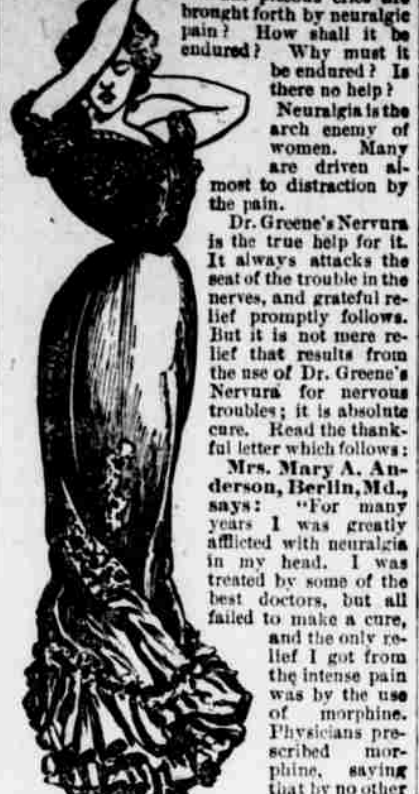 brought forth by neuralgic
pain? How shall it be
endured? Why must it
be endured? Is
there no help?
Neuralgia is the
arch enemy of
women. Many
are driven al-
most to distraction by
the pain.
Dr. Greene's Nervura
is the true help for it.
It always attacks the
seat of the trouble in the
nerves, and grateful re-
lief promptly follows.
But it is not mere re-
lief that results from
the use of Dr. Greene's
Nervura for nervous
troubles; it is absolute
cure. Read the thank-
ful letter which follows:
Mrs. Mary A. An-
derson, Berlin, Md.,
says: "For many
years I was greatly
afflicted with neuralgia
in my head. I was
treated by some of the
best doctors, but all
failed to make a cure,
and the only re-
lief I got from
the intense pain
was by the use
of morphine.
Physicians pre-
scribed mor-
phine, saying
that by no other